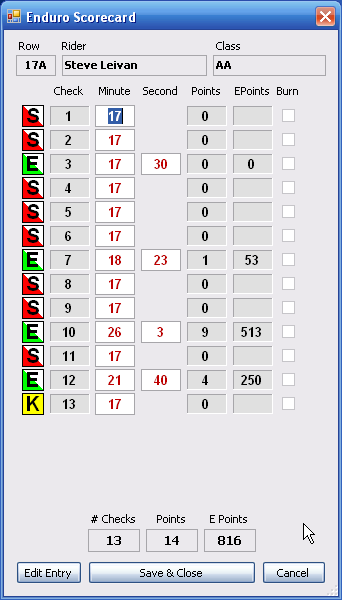 Enduro Scorecard
Row Rider Class
17A Steve Leivan AA
Check Minute Second Points EPoints Burn
S 1 17 0
S 2 17 0
E 3 17 30 0 0
S 4 17 0
S 5 17 0
S 6 17 0
E 7 18 23 1 53
S 8 17 0
S 9 17 0
E 10 26 3 9 513
S 11 17 0
E 12 21 40 4 250
K 13 17 0
# Checks Points E Points
13 14 816
Edit Entry Save & Close Cancel